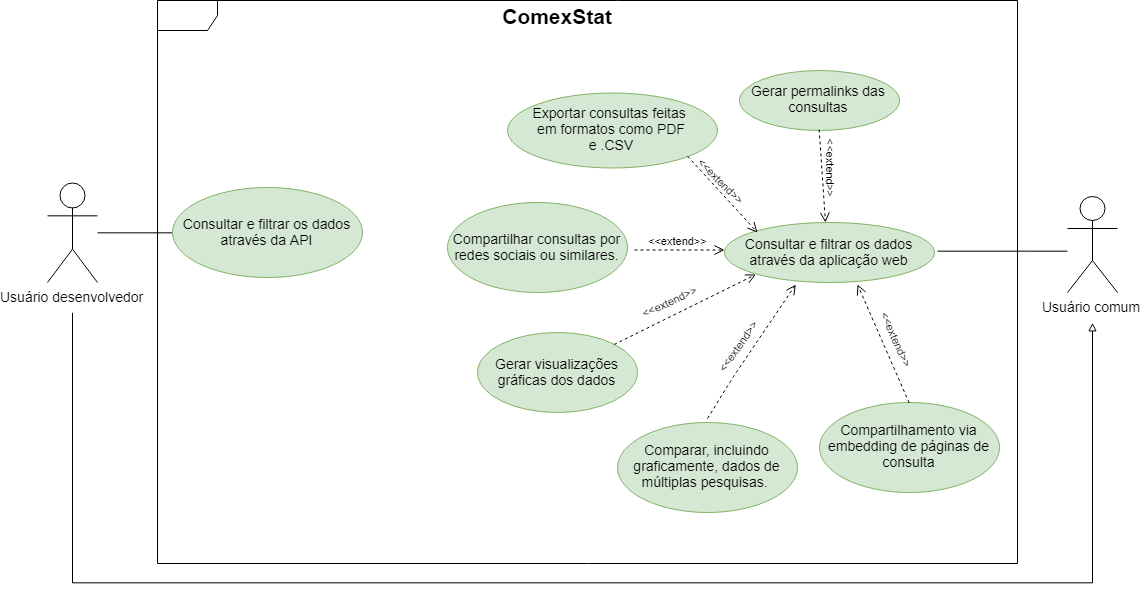 ComexStat
Exportar consultas feitas
em formatos como PDF
e .CSV
Gerar permalinks das
consultas
<<extend>>
<<extend>>
Consultar e filtrar os dados
através da API
Compartilhar consultas por
redes sociais ou similares.
<<extend>>
Consultar e filtrar os dados
através da aplicação web
Usuário desenvolvedor
Usuário comum
<<extend>>
<<extend>>
<<extend>>
Gerar visualizações
gráficas dos dados
Comparar, incluindo
graficamente, dados de
múltiplas pesquisas.
Compartilhamento via
embedding de páginas de
consulta